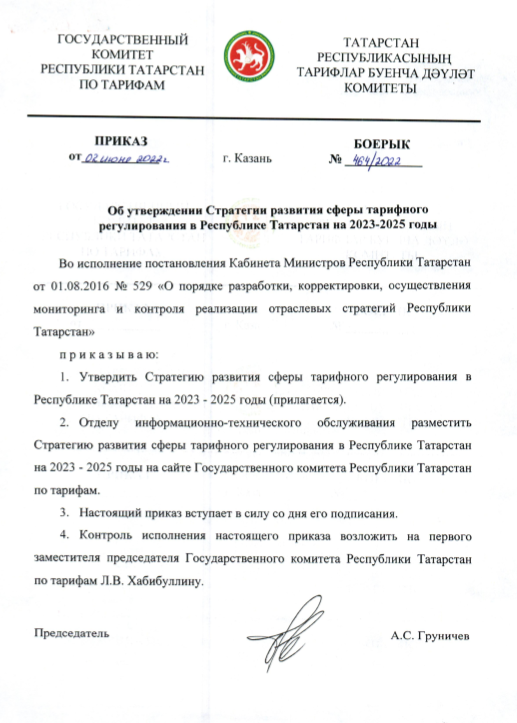 ГОСУДАРСТВЕННЫЙ
КОМИТЕТ
РЕСПУБЛИКИ ТАТАРСТАН
ПО ТАРИФАМ
ТАТАРСТАН
РЕСПУБЛИКАСЫНЫҢ
ТАРИФЛАР БУЕНЧА ДӘҮЛӘТ
КОМИТЕТЫ
ПРИКАЗ
БОЕРЫК
от 02 июне 2022г.
г. Казань
№ 464/2022
Об утверждении Стратегии развития сферы тарифного
регулирования в Республике Татарстан на 2023-2025 годы
Во исполнение постановления Кабинета Министров Республики Татарстан
от 01.08.2016 № 529 «О порядке разработки, корректировки, осуществления
мониторинга и контроля реализации отраслевых стратегий Республики
Татарстан»
п р и к а з ы в а ю:
1. Утвердить Стратегию развития сферы тарифного регулирования в
Республике Татарстан на 2023 - 2025 годы (прилагается).
2. Отделу информационно-технического обслуживания разместить
Стратегию развития сферы тарифного регулирования в Республике Татарстан
на 2023 - 2025 годы на сайте Государственного комитета Республики Татарстан
по тарифам.
3. Настоящий приказ вступает в силу со дня его подписания.
4. Контроль исполнения настоящего приказа возложить на первого
заместителя председателя Государственного комитета Республики Татарстан
по тарифам Л.В. Хабибуллину.
Председатель
А.С. Груничев